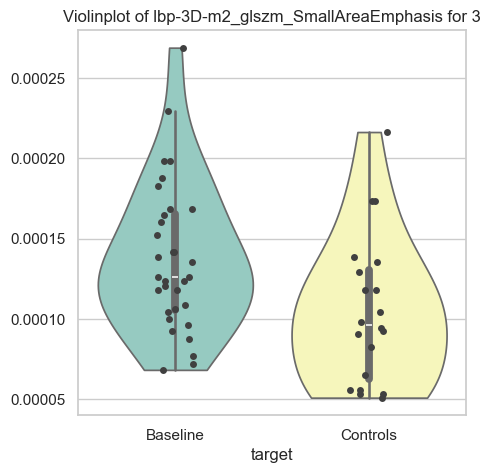 Violinplot of lbp-3D-m2_glszm_SmallAreaEmphasis for 3
0.00025
0.00020
0.00015
0.00010
0.00005
Baseline
Controls
target